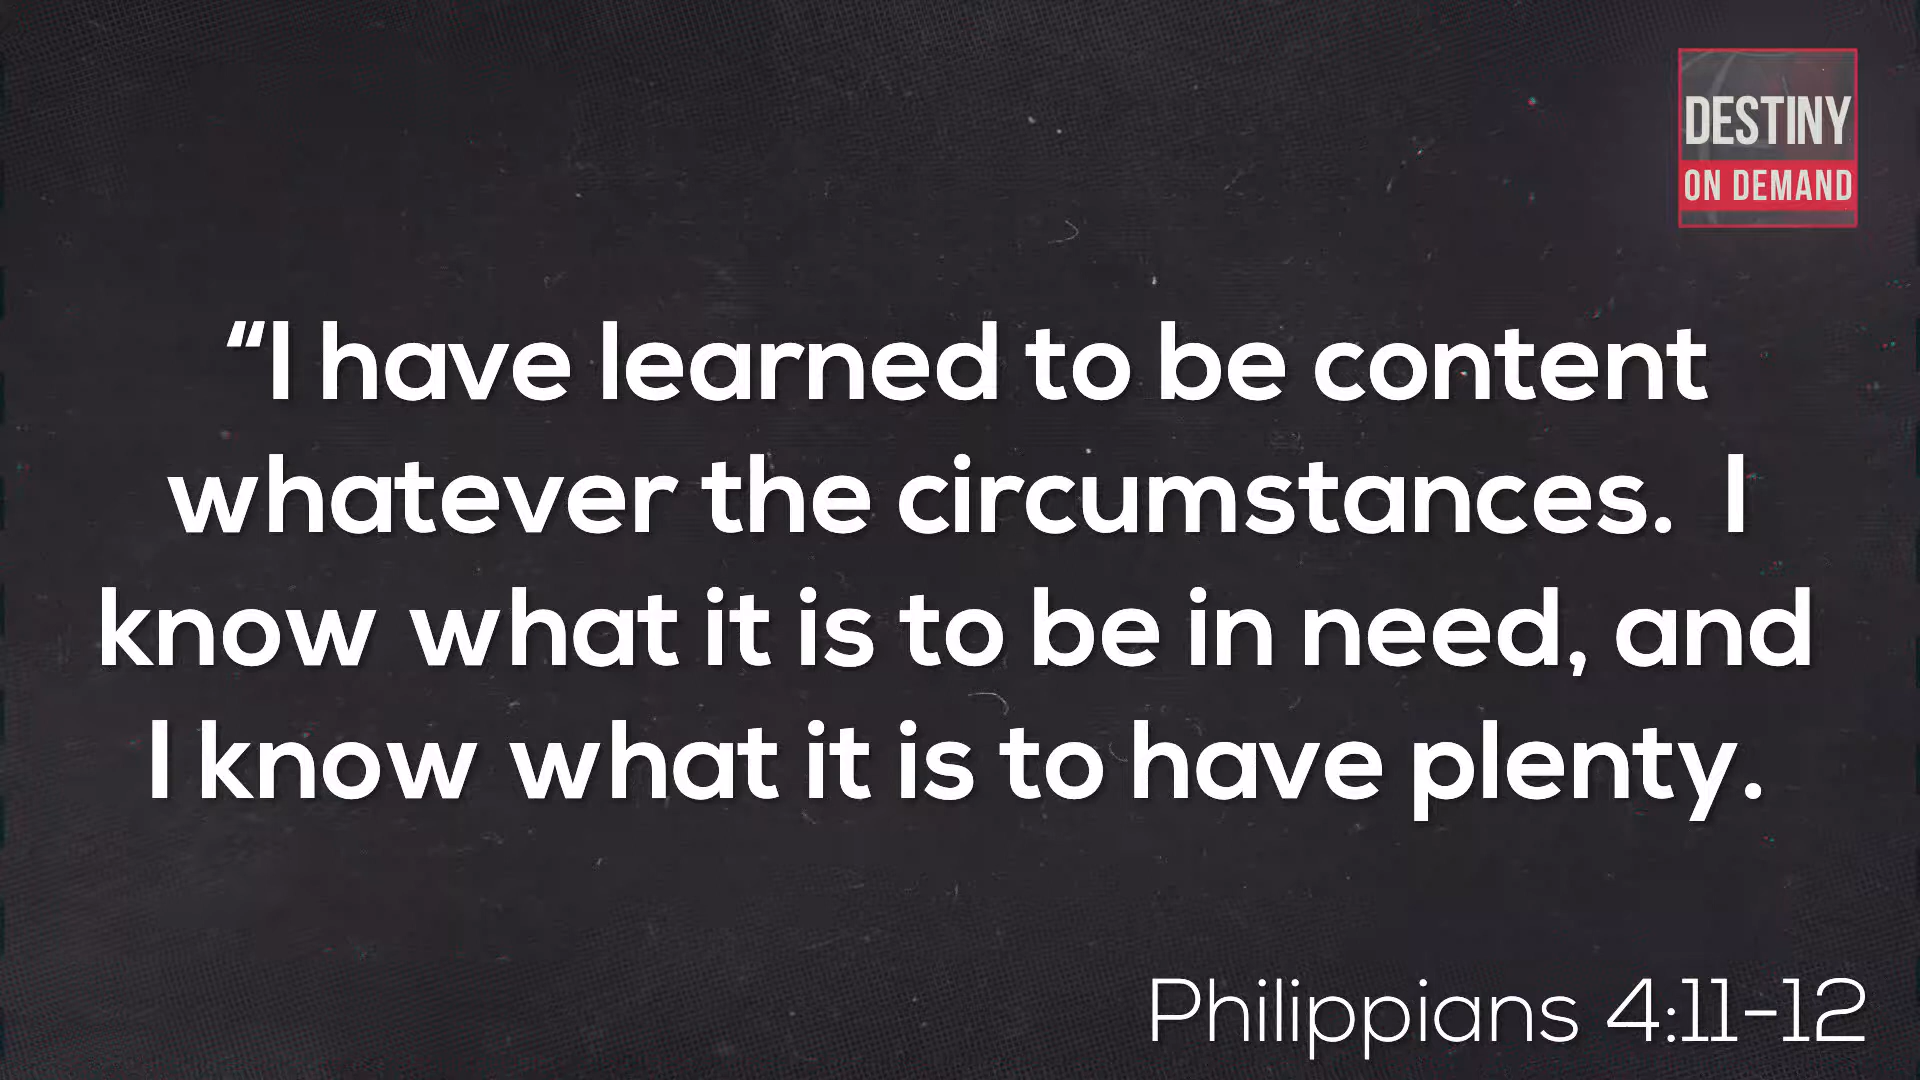 DESTINY
ON DEMAND
“I have learned to be content
whatever the circumstances.  I
know what it is to be in need, and
I know what it is to have plenty.
Philippians 4:11-12